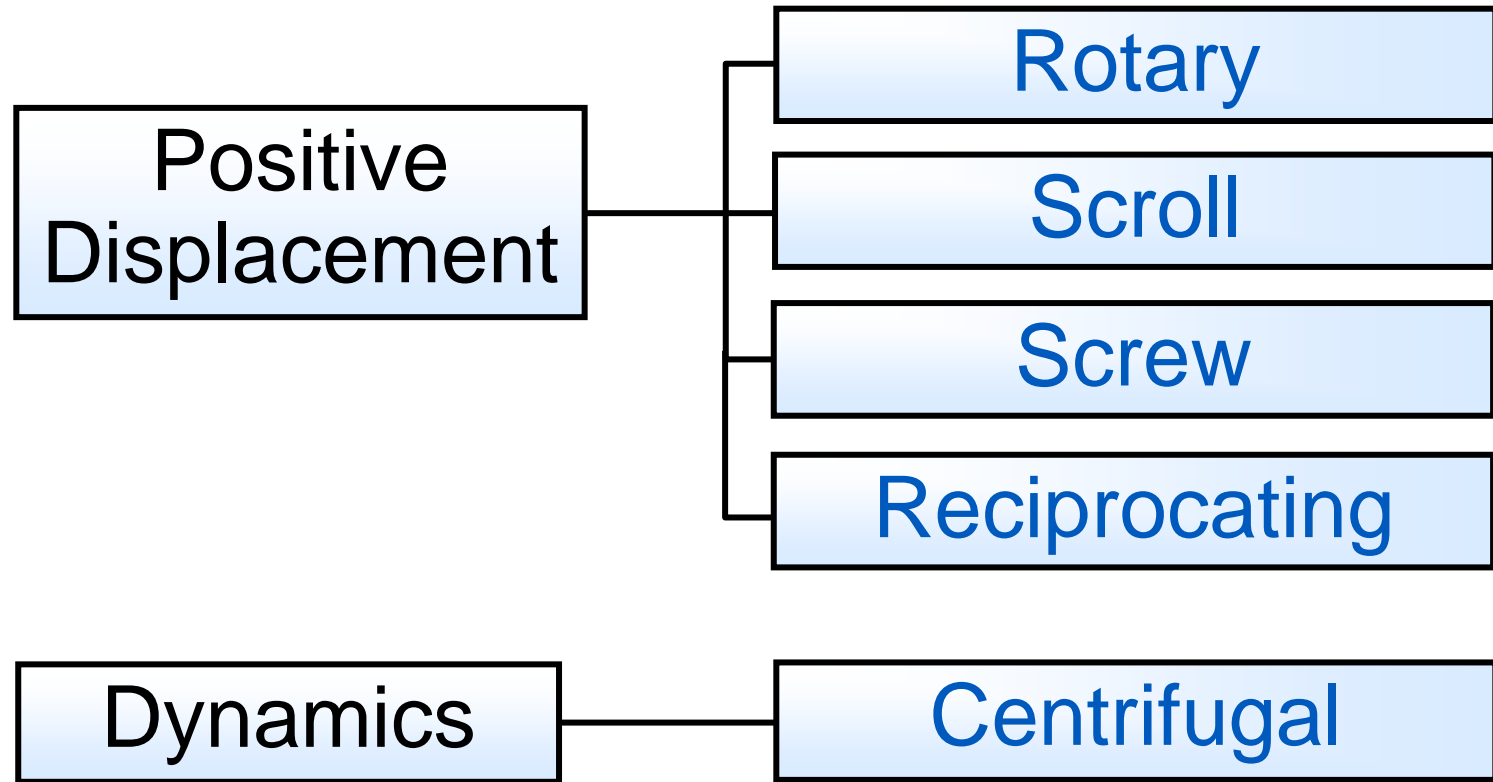 Positive
Displacement
Rotary
Scroll
Screw
Reciprocating
Dynamics
Centrifugal